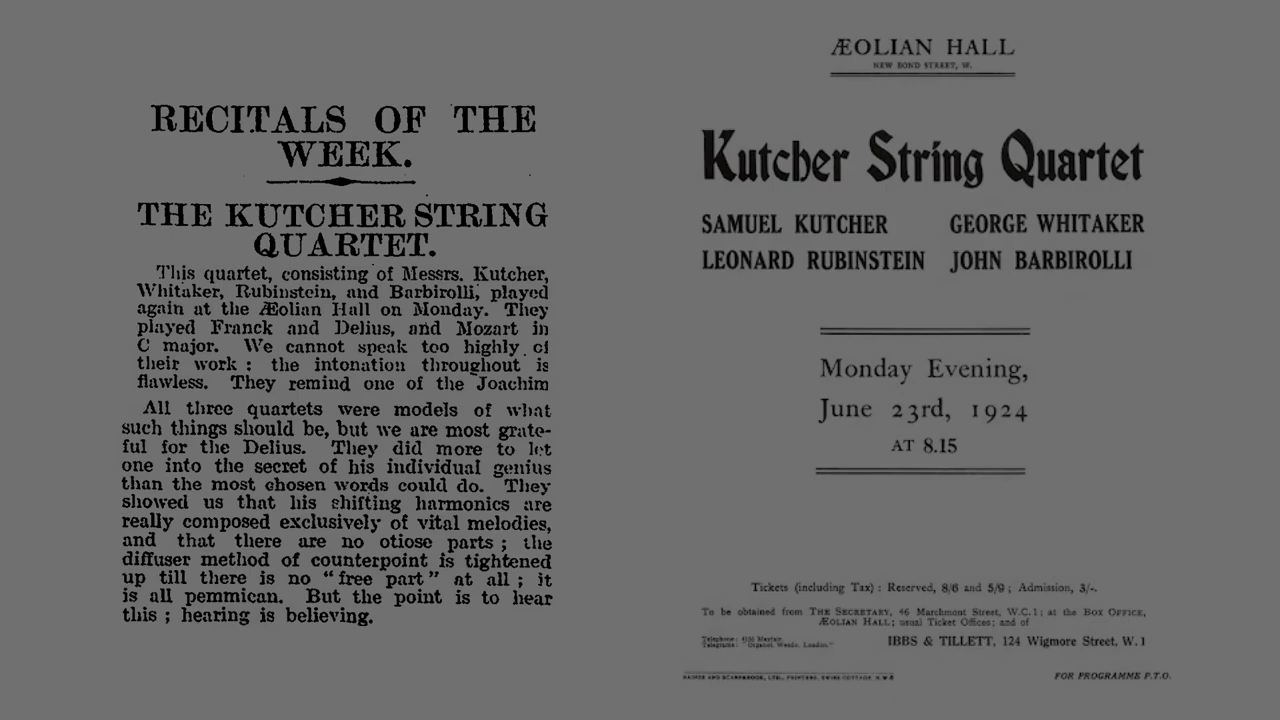 RECITALS OF THE
WEEK.
THE KUTCHER STRING
QUARTET.
This quartet, consisting of Messrs. Kutcher,
Whitaker, Rubinstein, and Barbirolli, played
again at the Æolian Hall on Monday. They
played Franck and Delius, and Mozart in
C major. We cannot speak too highly of
their work : the intonation throughout is
flawless. They remind one of the Joachim
All three quartets were models of what
such things should be, but we are most grate-
ful for the Delius. They did more to let
one into the secret of his individual genius
than the most chosen words could do. They
showed us that his shifting harmonics are
really composed exclusively of vital melodies,
and that there are no otiose parts ; the
diffuser method of counterpoint is tightened
up till there is no "free part" at all ; it
is all pemmican. But the point is to hear
this ; hearing is believing.
ÆOLIAN HALL
NEW BOND STREET, W.
Kutcher String Quartet
SAMUEL KUTCHER GEORGE WHITAKER
LEONARD RUBINSTEIN JOHN BARBIROLLI
Monday Evening,
June 23rd, 1924
AT 8.15
Tickets (including Tax) : Reserved, 8/6 and 5/9 ; Admission, 3/-.
To be obtained from THE SECRETARY, 46 Marchmont Street, W.C.1 ; at the BOX OFFICE,
ÆOLIAN HALL ; usual Ticket Offices ; and of
Telephone : Mayfair.
Telegrams : "Organol, Wesdo, London."
IBBS & TILLETT, 124 Wigmore Street, W.1
LTD., PRINTERS, SWISS COTTAGE, N.W.
FOR PROGRAMME P.T.O.